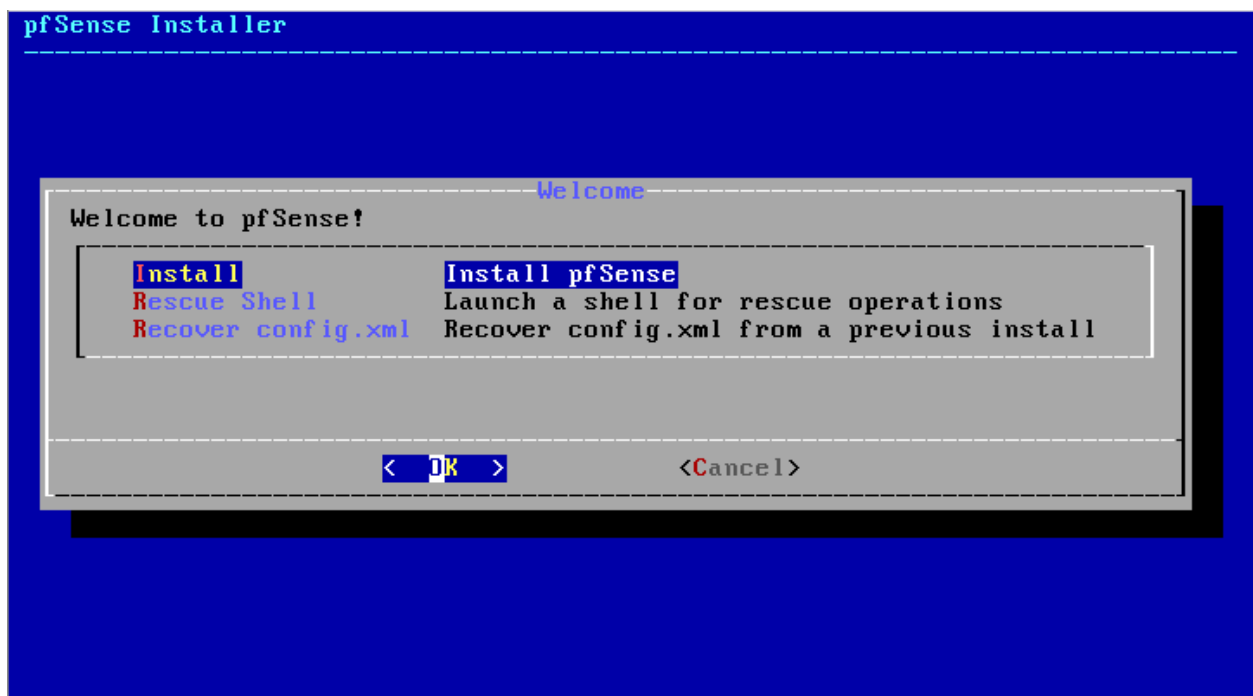 pfSense Installer
Welcome
Welcome to pfSense!
Install Install pfSense
Rescue Shell Launch a shell for rescue operations
Recover config.xml Recover config.xml from a previous install
< OK > <Cancel>